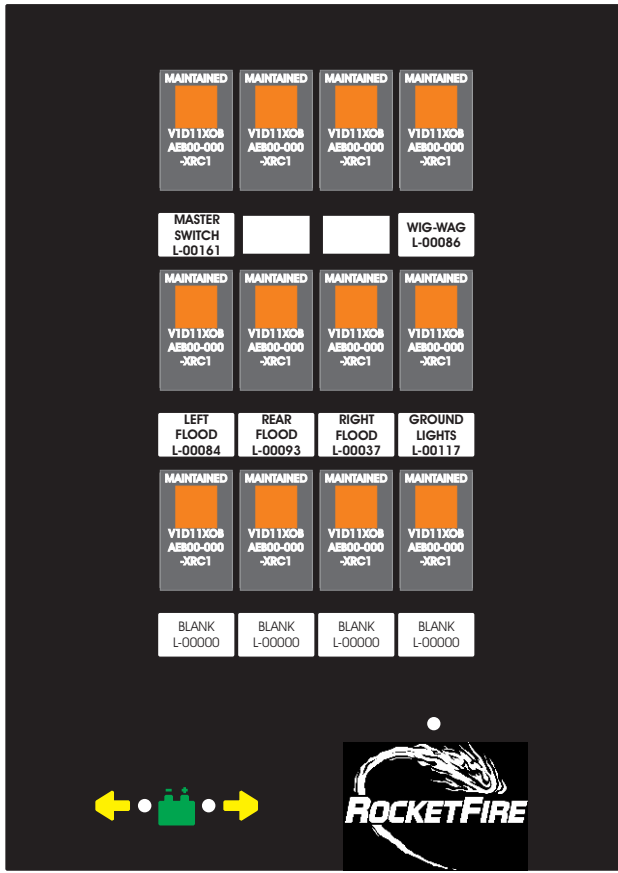 MAINTAINED MAINTAINED MAINTAINED MAINTAINED
V1D11XOB V1D11XOB V1D11XOB V1D11XOB
AEB00-000 AEB00-000 AEB00-000 AEB00-000
-XRC1 -XRC1 -XRC1 -XRC1
MASTER
SWITCH
L-00161
WIG-WAG
L-00086
MAINTAINED MAINTAINED MAINTAINED MAINTAINED
V1D11XOB V1D11XOB V1D11XOB V1D11XOB
AEB00-000 AEB00-000 AEB00-000 AEB00-000
-XRC1 -XRC1 -XRC1 -XRC1
LEFT REAR RIGHT GROUND
FLOOD FLOOD FLOOD LIGHTS
L-00084 L-00093 L-00037 L-00117
MAINTAINED MAINTAINED MAINTAINED MAINTAINED
V1D11XOB V1D11XOB V1D11XOB V1D11XOB
AEB00-000 AEB00-000 AEB00-000 AEB00-000
-XRC1 -XRC1 -XRC1 -XRC1
BLANK BLANK BLANK BLANK
L-00000 L-00000 L-00000 L-00000
- +
ROCKETFIRE